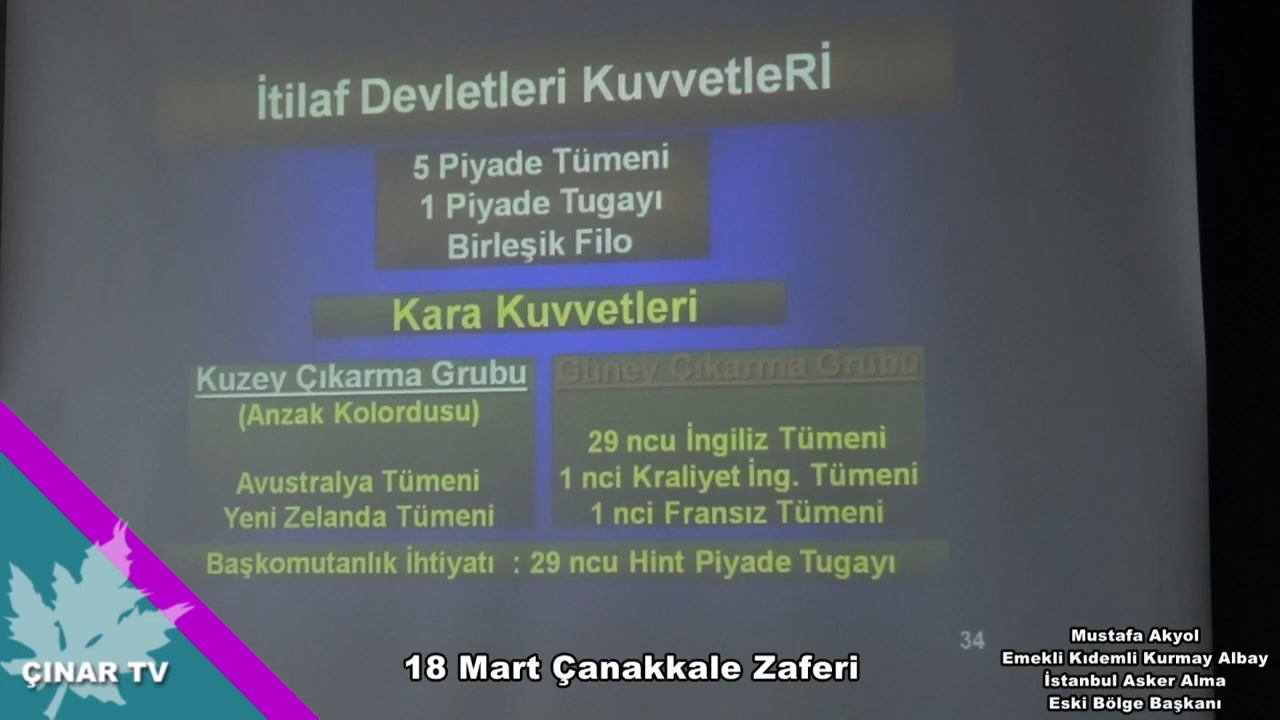 İtilaf Devletleri KuvvetleRİ
5 Piyade Tümeni
1 Piyade Tugayı
Birleşik Filo
Kara Kuvvetleri
Kuzey Çıkarma Grubu
(Anzak Kolordusu)
Avustralya Tümeni
Yeni Zelanda Tümeni
Güney Çıkarma Grubu
29 ncu İngiliz Tümeni
1 nci Kraliyet İng. Tümeni
1 nci Fransız Tümeni
Başkomutanlık İhtiyatı : 29 ncu Hint Piyade Tugayı
34
ÇINAR TV
18 Mart Çanakkale Zaferi
Mustafa Akyol
Emekli Kıdemli Kurmay Albay
İstanbul Asker Alma
Eski Bölge Başkanı